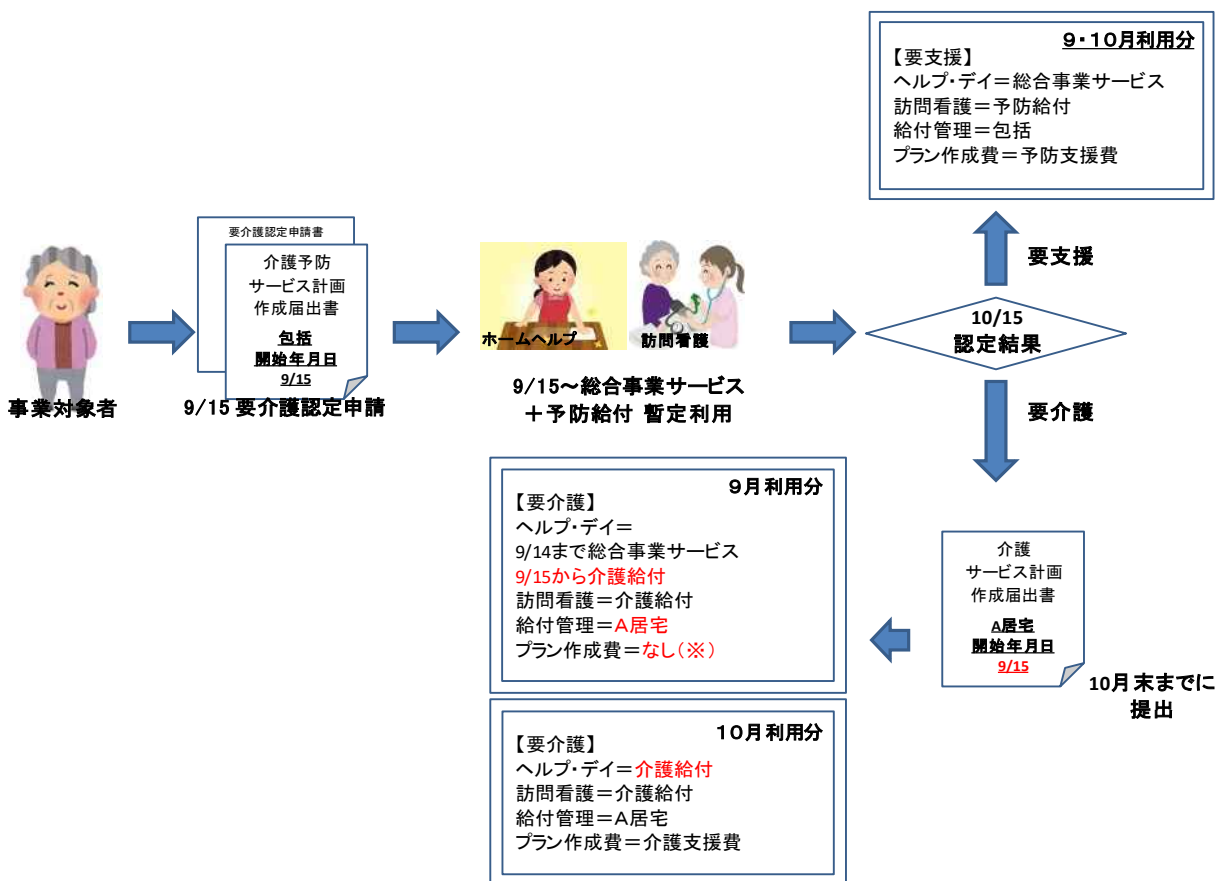 9・10月利用分
【要支援】
ヘルプ・デイ＝総合事業サービス
訪問看護＝予防給付
給付管理＝包括
プラン作成費＝予防支援費
要支援
事業対象者
要介護認定申請書
介護予防
サービス計画
作成届出書
包括
開始年月日
9/15
9/15 要介護認定申請
ホームヘルプ
訪問看護
9/15～総合事業サービス
＋予防給付 暫定利用
10/15
認定結果
要介護
介護
サービス計画
作成届出書
A居宅
開始年月日
9/15
10月末までに
提出
9月利用分
【要介護】
ヘルプ・デイ＝
9/14まで総合事業サービス
9/15から介護給付
訪問看護＝介護給付
給付管理＝A居宅
プラン作成費＝なし（※）
10月利用分
【要介護】
ヘルプ・デイ＝介護給付
訪問看護＝介護給付
給付管理＝A居宅
プラン作成費＝介護支援費